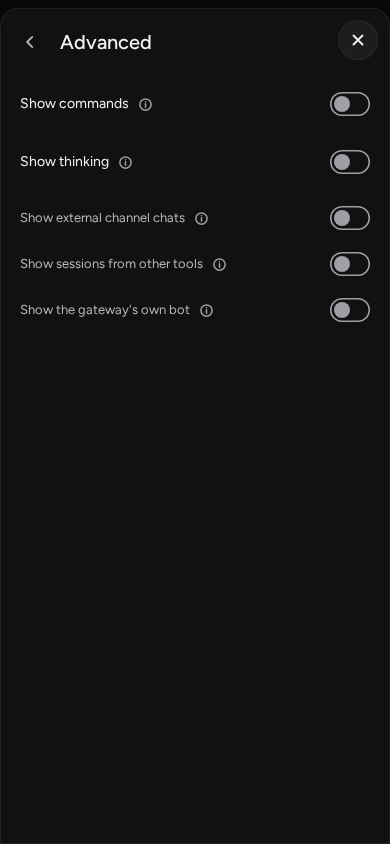 Advanced
Show commands
Show thinking
Show external channel chats
Show sessions from other tools
Show the gateway's own bot